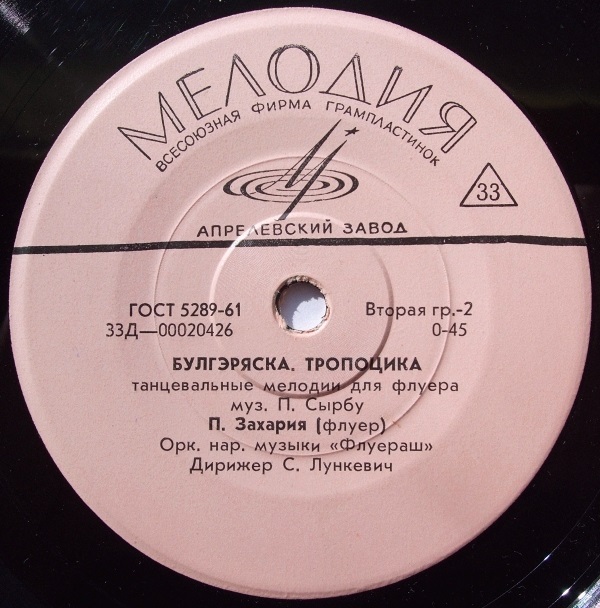 МЕЛОДИЯ
ВСЕСОЮЗНАЯ ФИРМА ГРАМПЛАСТИНОК
33
АПРЕЛЕВСКИЙ ЗАВОД
ГОСТ 5289-61
Вторая гр.-2
33Д—00020426
0-45
БУЛГЭРЯСКА. ТРОПОЦИКА
танцевальные мелодии для флуера
муз. П. Сырбу
П. Захария (флуер)
Орк. нар. музыки «Флуераш»
Дирижер С. Лункевич